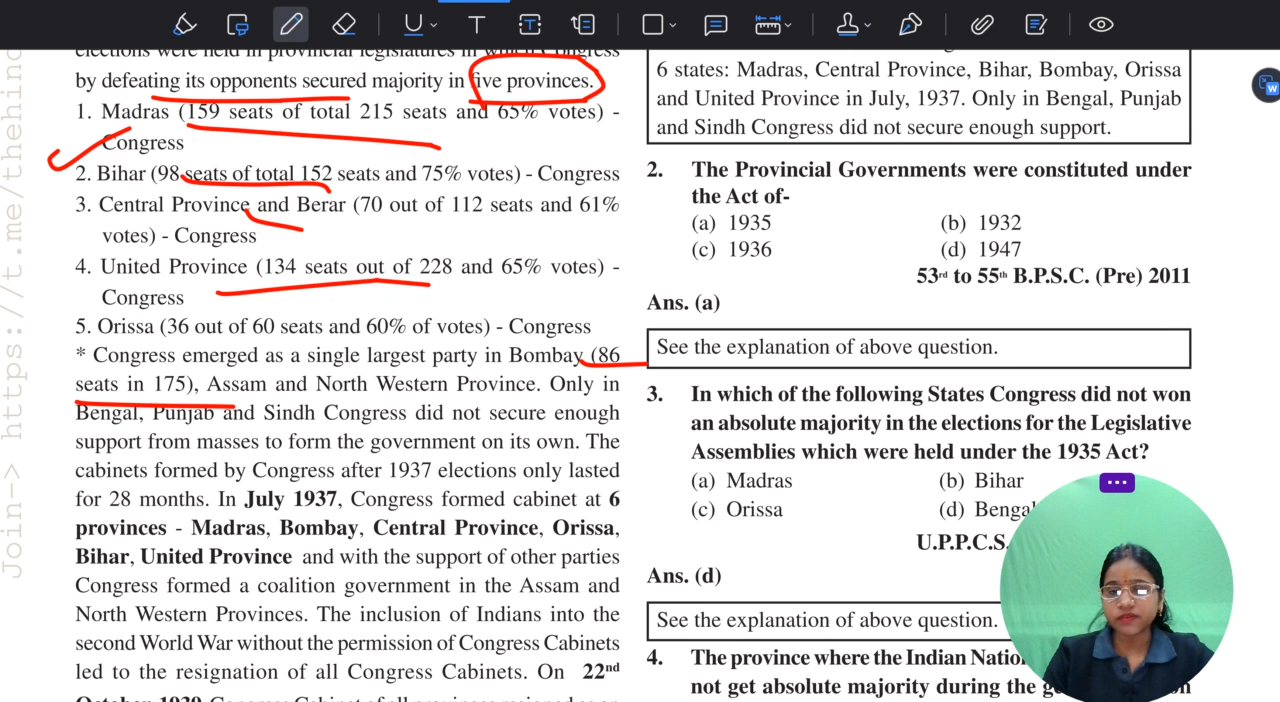 elections were held in provincial legislatures in which Congress
by defeating its opponents secured majority in five provinces.
1. Madras (159 seats of total 215 seats and 65% votes) -
Congress
2. Bihar (98 seats of total 152 seats and 75% votes) - Congress
3. Central Province and Berar (70 out of 112 seats and 61%
votes) - Congress
4. United Province (134 seats out of 228 and 65% votes) -
Congress
5. Orissa (36 out of 60 seats and 60% of votes) - Congress
* Congress emerged as a single largest party in Bombay (86
seats in 175), Assam and North Western Province. Only in
Bengal, Punjab and Sindh Congress did not secure enough
support from masses to form the government on its own. The
cabinets formed by Congress after 1937 elections only lasted
for 28 months. In July 1937, Congress formed cabinet at 6
provinces - Madras, Bombay, Central Province, Orissa,
Bihar, United Province and with the support of other parties
Congress formed a coalition government in the Assam and
North Western Provinces. The inclusion of Indians into the
second World War without the permission of Congress Cabinets
led to the resignation of all Congress Cabinets. On 22nd
6 states: Madras, Central Province, Bihar, Bombay, Orissa
and United Province in July, 1937. Only in Bengal, Punjab
and Sindh Congress did not secure enough support.
2. The Provincial Governments were constituted under
the Act of-
(a) 1935 (b) 1932
(c) 1936 (d) 1947
53rd to 55th B.P.S.C. (Pre) 2011
Ans. (a)
See the explanation of above question.
3. In which of the following States Congress did not won
an absolute majority in the elections for the Legislative
Assemblies which were held under the 1935 Act?
(a) Madras (b) Bihar
(c) Orissa (d) Bengal
U.P.P.C.S.
Ans. (d)
See the explanation of above question.
4. The province where the Indian
not get absolute majority during the
Join-> https://t.me/thehind